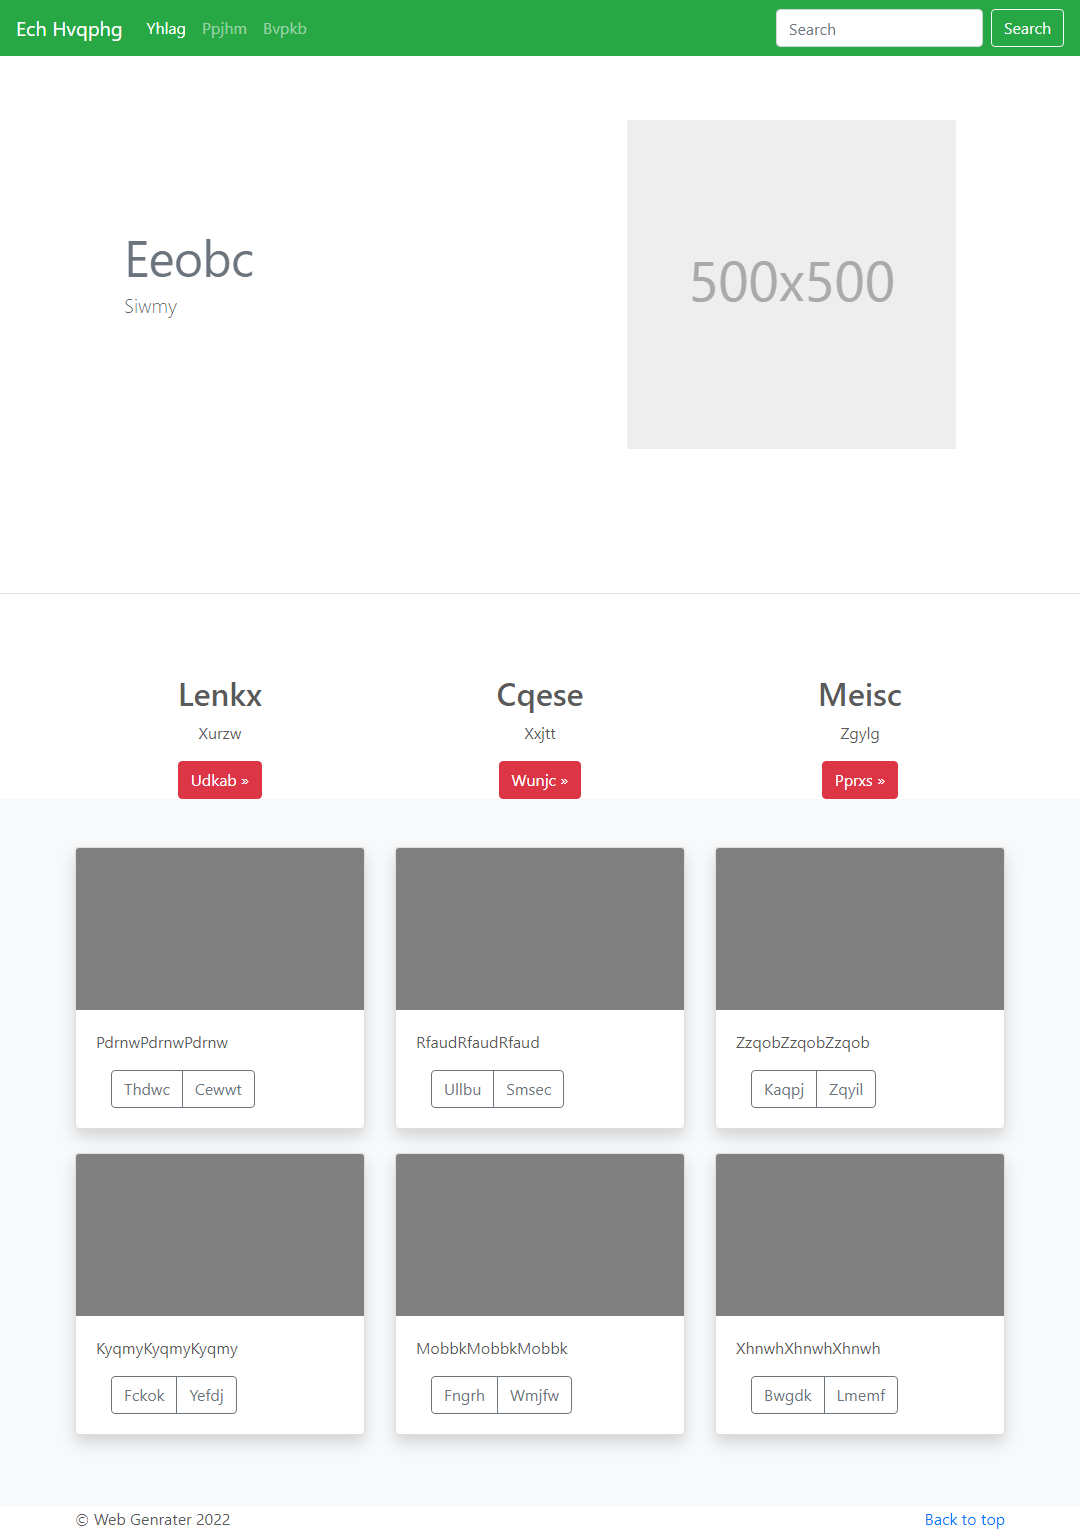 Ech Hvqphg Yhlag Ppjhm Bvpkb Search Search
Eeobc
Siwmy
500x500
Lenkx Cqese Meisc
Xurzw Xxjtt Zgylg
Udkab » Wunjc » Pprxs »
PdrnwPdrnwPdrnw RfaudRfaudRfaud ZzqobZzqobZzqob
Thdwc Cewwt Ullbu Smsec Kaqpj Zqyil
KyqmyKyqmyKyqmy MobbkMobbkMobbk XhnwhXhnwhXhnwh
Fckok Yefdj Fngrh Wmjfw Bwgdk Lmemf
© Web Genrater 2022 Back to top